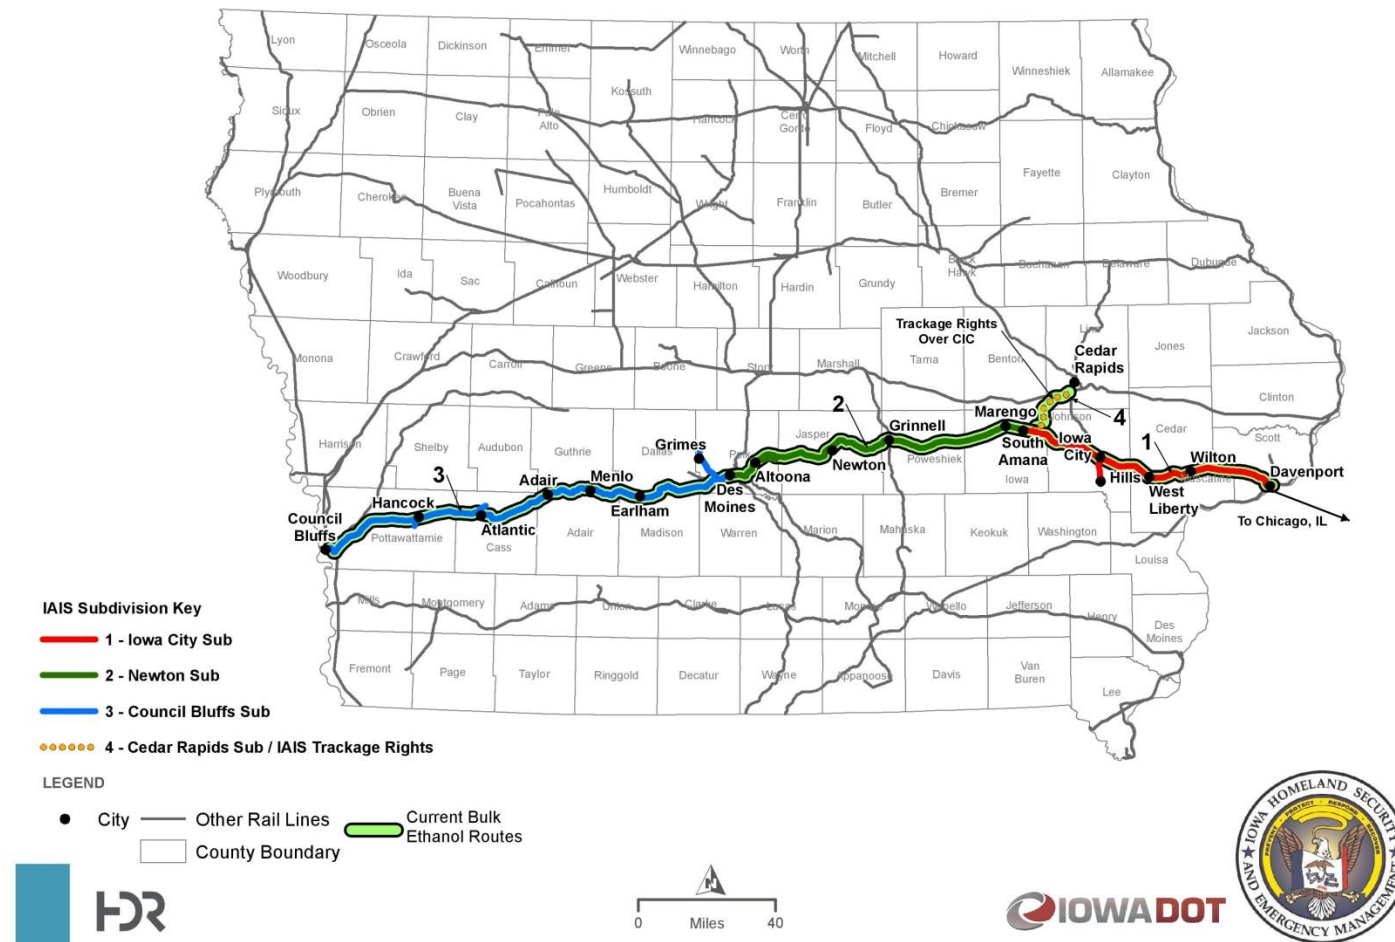 Lyon
Osceola
Dickinson
Emmet
Winnebago
Worth
Mitchell
Howard
Winneshiek
Allamakee
Sioux
Obrien
Clay
Palo
Alto
Kossuth
Hancock
Cerro
Gordo
Floyd
Chickasaw
Fayette
Clayton
Plymouth
Cherokee
Buena
Vista
Pocahontas
Humboldt
Wright
Franklin
Butler
Bremer
Woodbury
Ida
Sac
Calhoun
Webster
Hamilton
Hardin
Grundy
Black
Hawk
Buchanan
Delaware
Dubuque
Trackage Rights
Over CIC
Monona
Crawford
Carroll
Greene
Boone
Story
Marshall
Tama
Benton
Linn
Cedar
Rapids
Jones
Jackson
Clinton
Harrison
Shelby
Audubon
Guthrie
Dallas
Polk
Jasper
Poweshiek
Iowa
Johnson
Cedar
Scott
Muscatine
2
Grinnell
Marengo
4
1
Grimes
Newton
South
Amana
Iowa
City
Wilton
Davenport
3
Adair
Menlo
Altoona
Hills
West
Liberty
To Chicago, IL
Council
Bluffs
Hancock
Atlantic
Earlham
Des
Moines
Pottawattamie
Cass
Adair
Madison
Warren
Marion
Mahaska
Keokuk
Washington
Louisa
Mills
Montgomery
Adams
Union
Clarke
Lucas
Monroe
Wapello
Jefferson
Henry
Des
Moines
Fremont
Page
Taylor
Ringgold
Decatur
Wayne
Appanoose
Davis
Van
Buren
Lee
IAIS Subdivision Key
1 - Iowa City Sub
2 - Newton Sub
3 - Council Bluffs Sub
4 - Cedar Rapids Sub / IAIS Trackage Rights
LEGEND
City
Other Rail Lines
Current Bulk
Ethanol Routes
County Boundary
HDR
N
0
Miles
40
IOWADOT
IOWA HOMELAND SECURITY
AND EMERGENCY MANAGEMENT
PREVENT · PROTECT · RESPOND · RECOVER